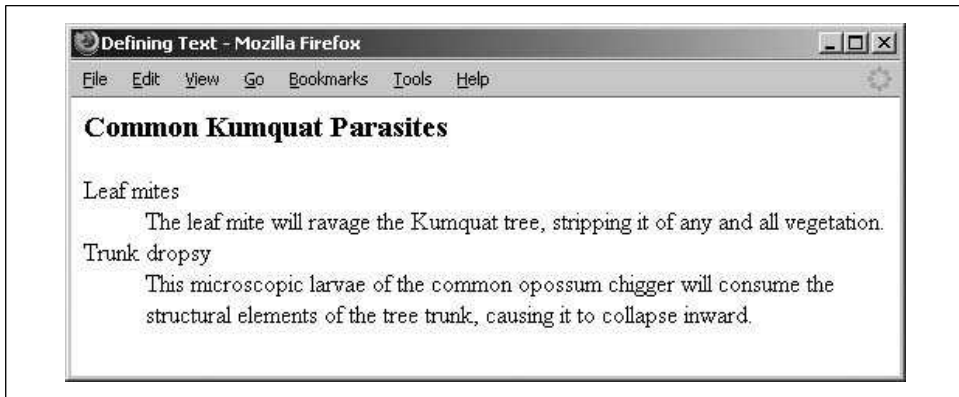 Defining Text - Mozilla Firefox
File Edit View Go Bookmarks Tools Help
Common Kumquat Parasites
Leaf mites
The leaf mite will ravage the Kumquat tree, stripping it of any and all vegetation.
Trunk dropsy
This microscopic larvae of the common opossum chigger will consume the
structural elements of the tree trunk, causing it to collapse inward.